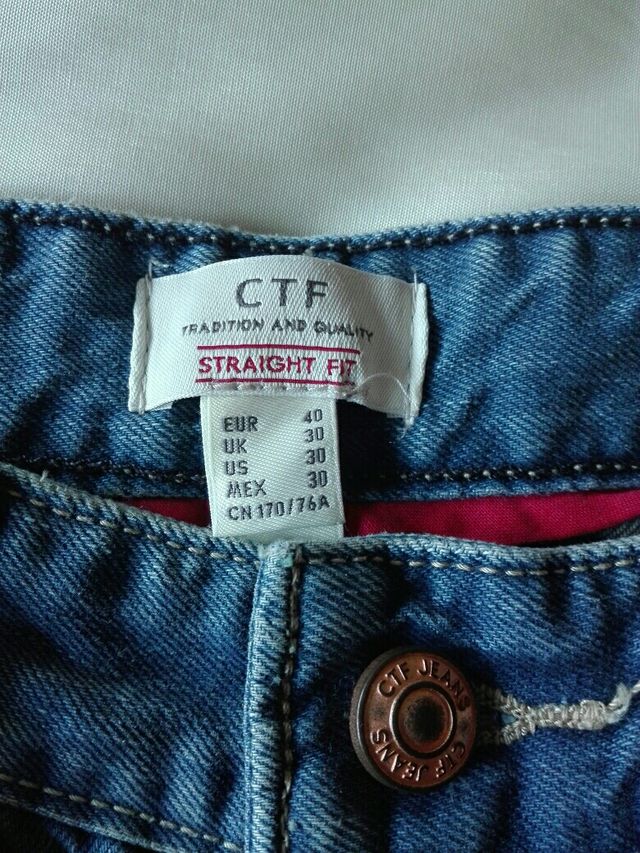 CTF
TRADITION AND QUALITY
STRAIGHT FIT
EUR 40
UK 30
US 30
MEX 30
CN 170/76A
CTF JEANS
CTF JEANS